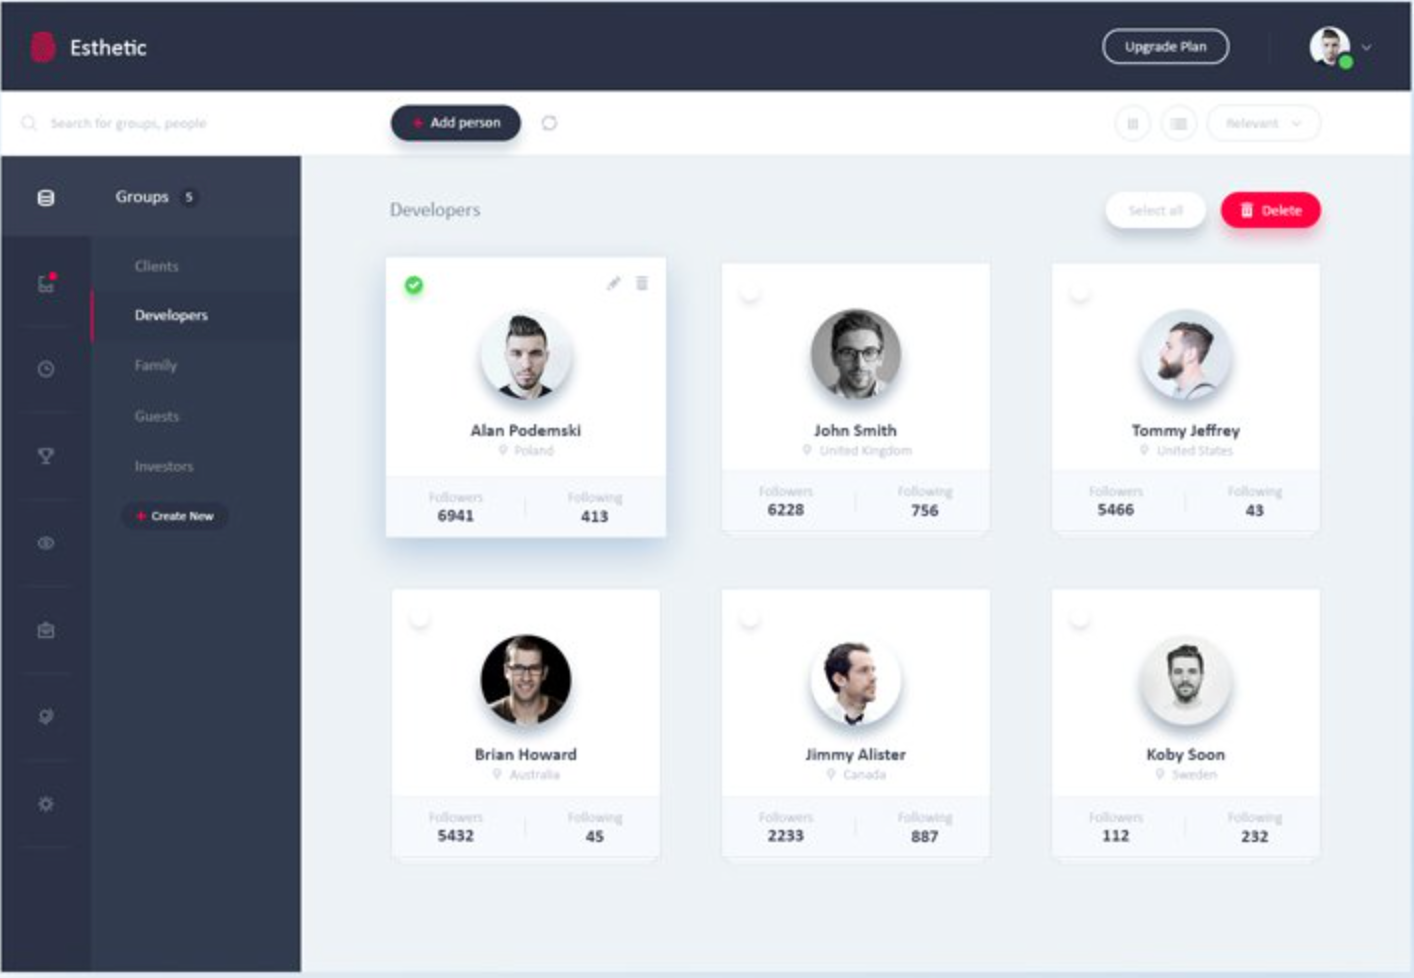 Esthetic
Upgrade Plan
Search for groups, people
+ Add person
Relevant
Groups 5
Clients
Developers
Family
Guests
Investors
+ Create New
Developers
Select all
Delete
Alan Podemski
Poland
Followers Following
6941 413
John Smith
United Kingdom
Followers Following
6228 756
Tommy Jeffrey
United States
Followers Following
5466 43
Brian Howard
Australia
Followers Following
5432 45
Jimmy Alister
Canada
Followers Following
2233 887
Koby Soon
Sweden
Followers Following
112 232